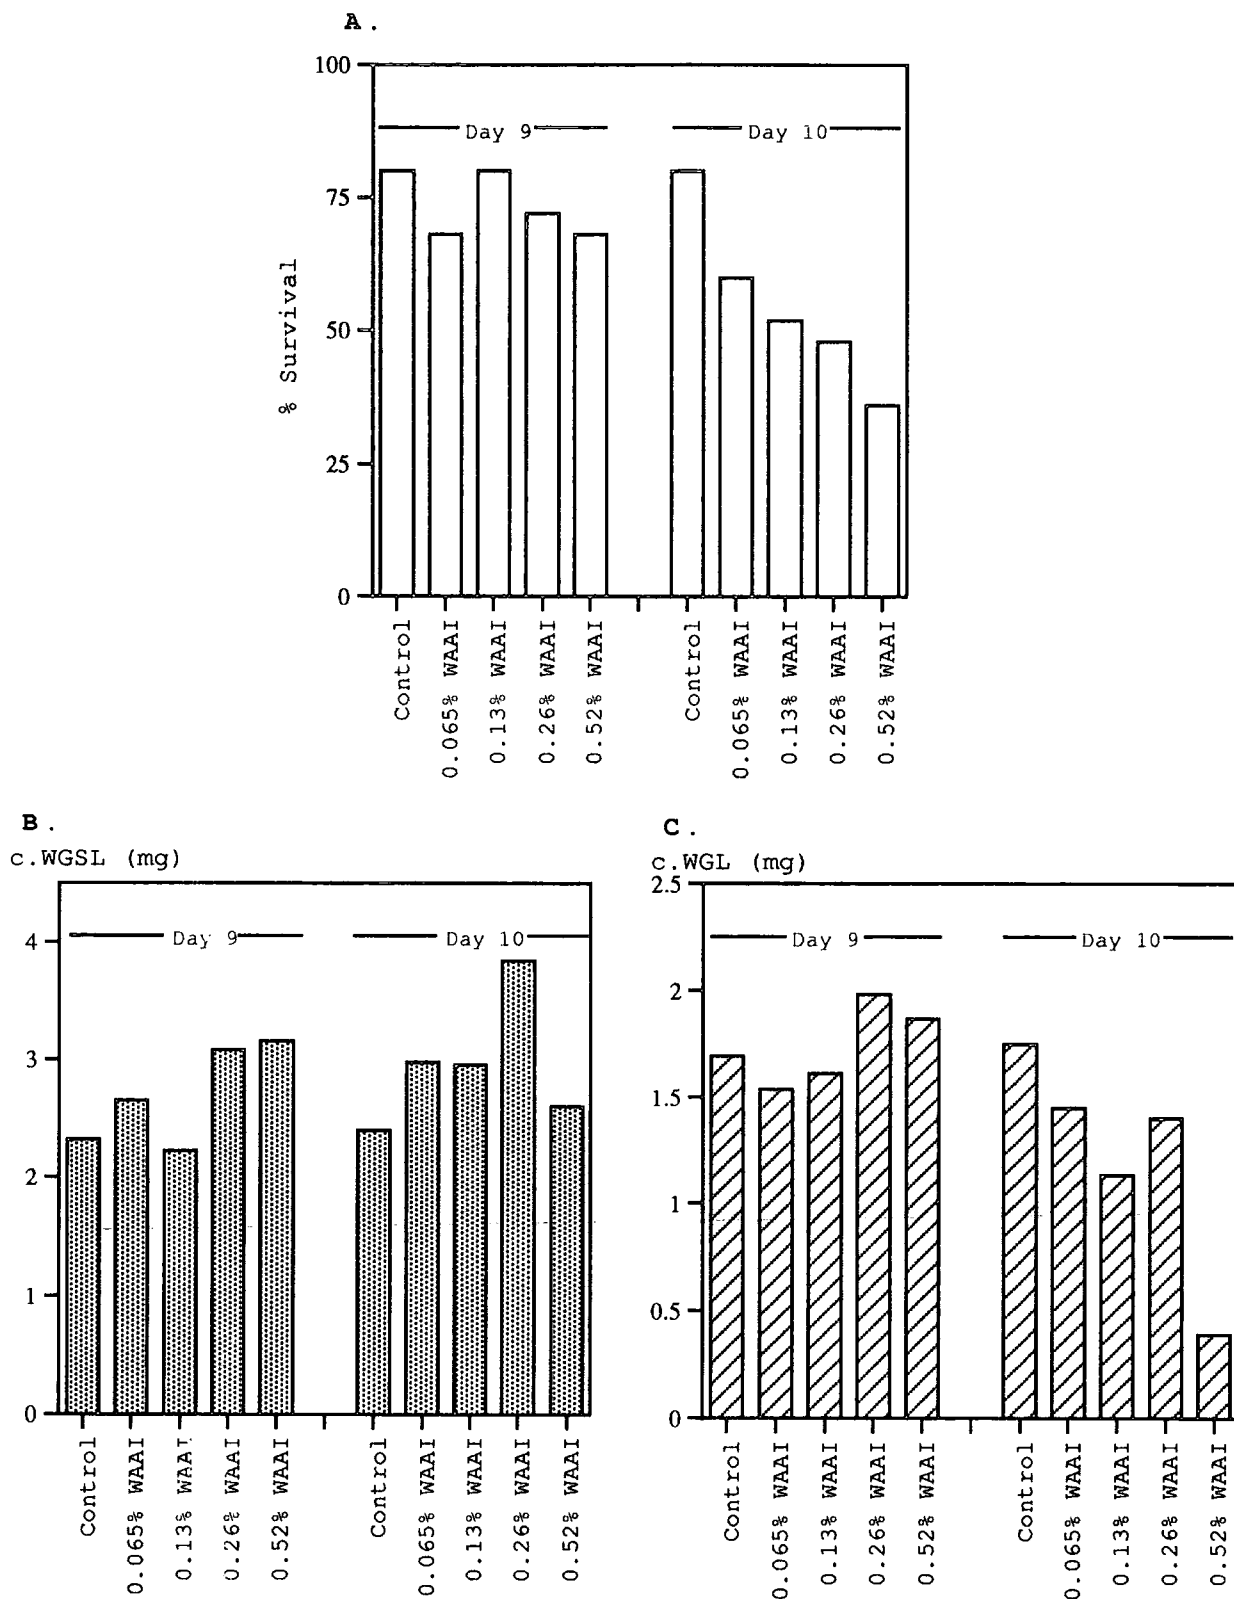 A.
100
Day 9
Day 10
75
% Survival
50
25
0
Control
0.065% WAAI
0.13% WAAI
0.26% WAAI
0.52% WAAI
Control
0.065% WAAI
0.13% WAAI
0.26% WAAI
0.52% WAAI
B.
c.WGSL (mg)
4
Day 9
Day 10
3
2
1
0
Control
0.065% WAAI
0.13% WAAI
0.26% WAAI
0.52% WAAI
Control
0.065% WAAI
0.13% WAAI
0.26% WAAI
0.52% WAAI
C.
c.WGL (mg)
2.5
Day 9
Day 10
2
1.5
1
0.5
0
Control
0.065% WAAI
0.13% WAAI
0.26% WAAI
0.52% WAAI
Control
0.065% WAAI
0.13% WAAI
0.26% WAAI
0.52% WAAI